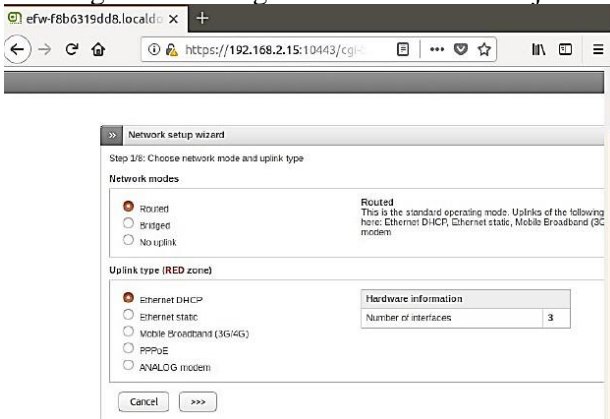 efw-f8b6319dd8.localdo
https://192.168.2.15:10443/cgi-
Network setup wizard
Step 1/8: Choose network mode and uplink type
Network modes
Routed
Bridged
No uplink
Routed
This is the standard operating mode. Uplinks of the following
here: Ethernet DHCP, Ethernet static, Mobile Broadband (3G
modem
Uplink type (RED zone)
Ethernet DHCP
Ethernet static
Mobile Broadband (3G/4G)
PPPoE
ANALOG modem
Hardware information
Number of interfaces 3
Cancel >>>